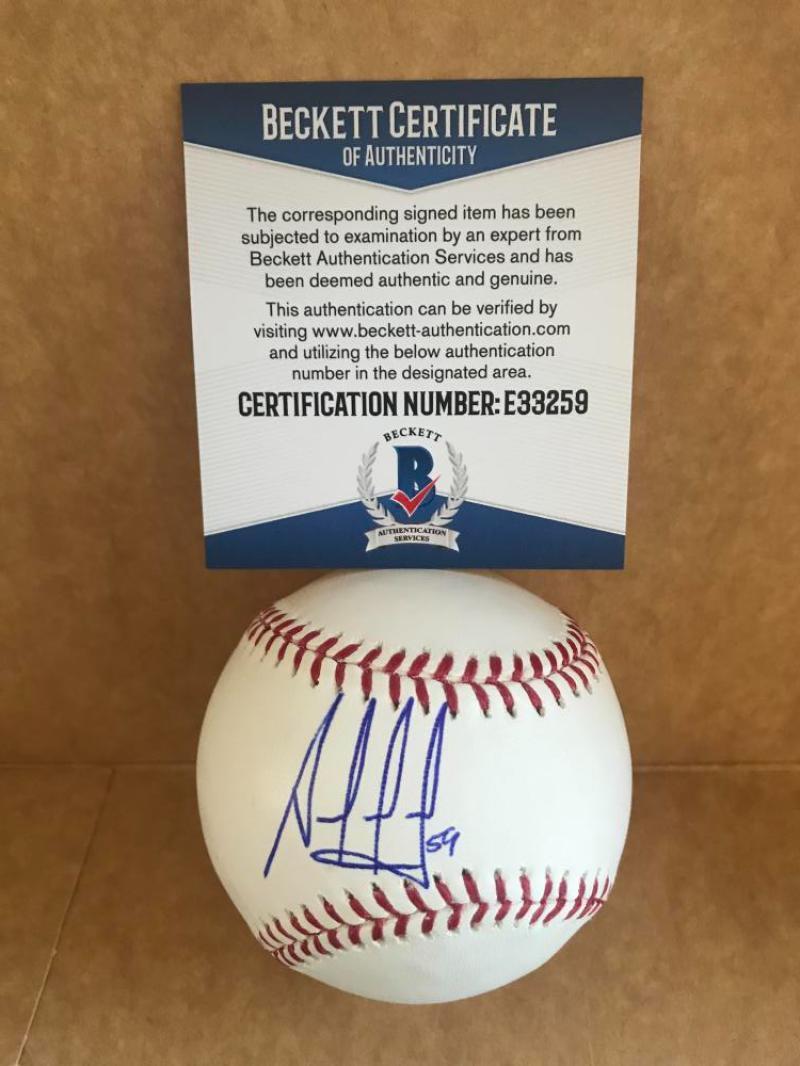 BECKETT CERTIFICATE
OF AUTHENTICITY
The corresponding signed item has been
subjected to examination by an expert from
Beckett Authentication Services and has
been deemed authentic and genuine.
This authentication can be verified by
visiting www.beckett-authentication.com
and utilizing the below authentication
number in the designated area.
CERTIFICATION NUMBER: E33259
BECKETT
B
AUTHENTICATION
SERVICES
59